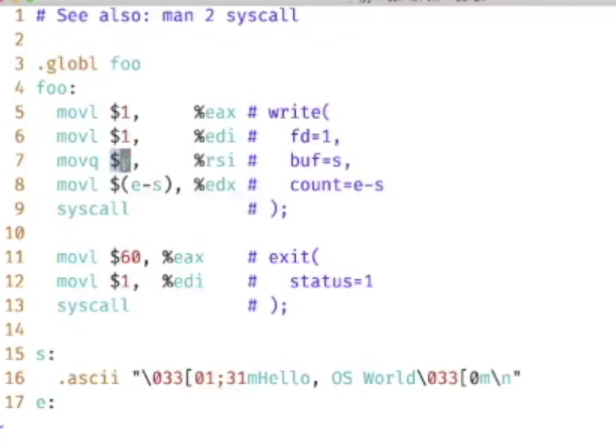 1 # See also: man 2 syscall
2
3 .globl foo
4 foo:
5 movl $1, %eax # write(
6 movl $1, %edi # fd=1,
7 movq $ , %rsi # buf=s,
8 movl $(e-s), %edx # count=e-s
9 syscall # );
10
11 movl $60, %eax # exit(
12 movl $1, %edi # status=1
13 syscall # );
14
15 s:
16 .ascii "\033[01;31mHello, OS World\033[0m\n"
17 e: